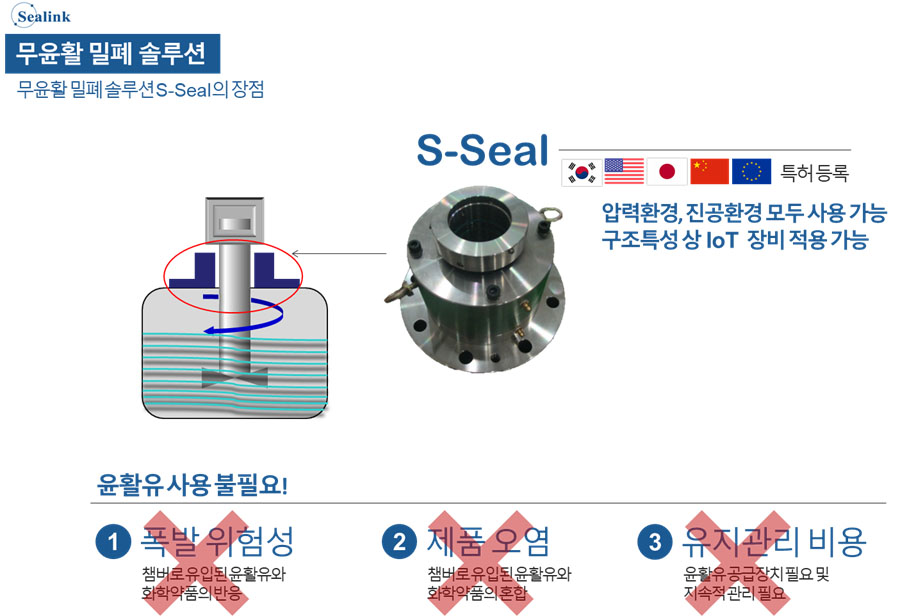 Sealink
무윤활 밀폐 솔루션
무윤활 밀폐 솔루션 S-Seal의 장점
S-Seal
특허 등록
압력환경, 진공환경 모두 사용 가능
구조특성 상 IoT 장비 적용 가능
윤활유 사용 불필요!
1 폭발 위험성
챔버로 유입된 윤활유와
화학약품의 반응
2 제품 오염
챔버로 유입된 윤활유와
화학약품의 혼합
3 유지관리 비용
윤활유 공급장치 필요 및
지속적 관리 필요